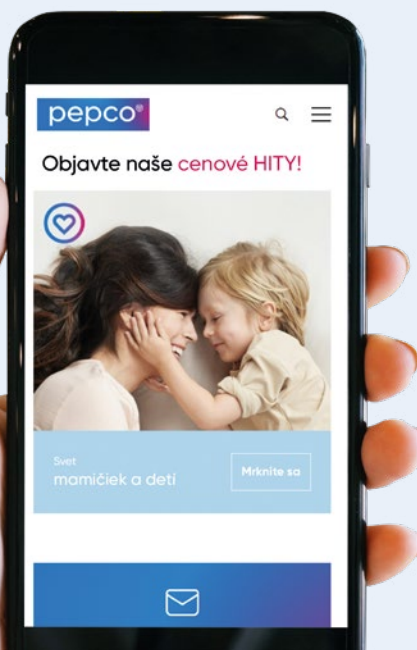 pepco®
Objavte naše cenové HITY!
Svet
mamičiek a detí
Mrknite sa